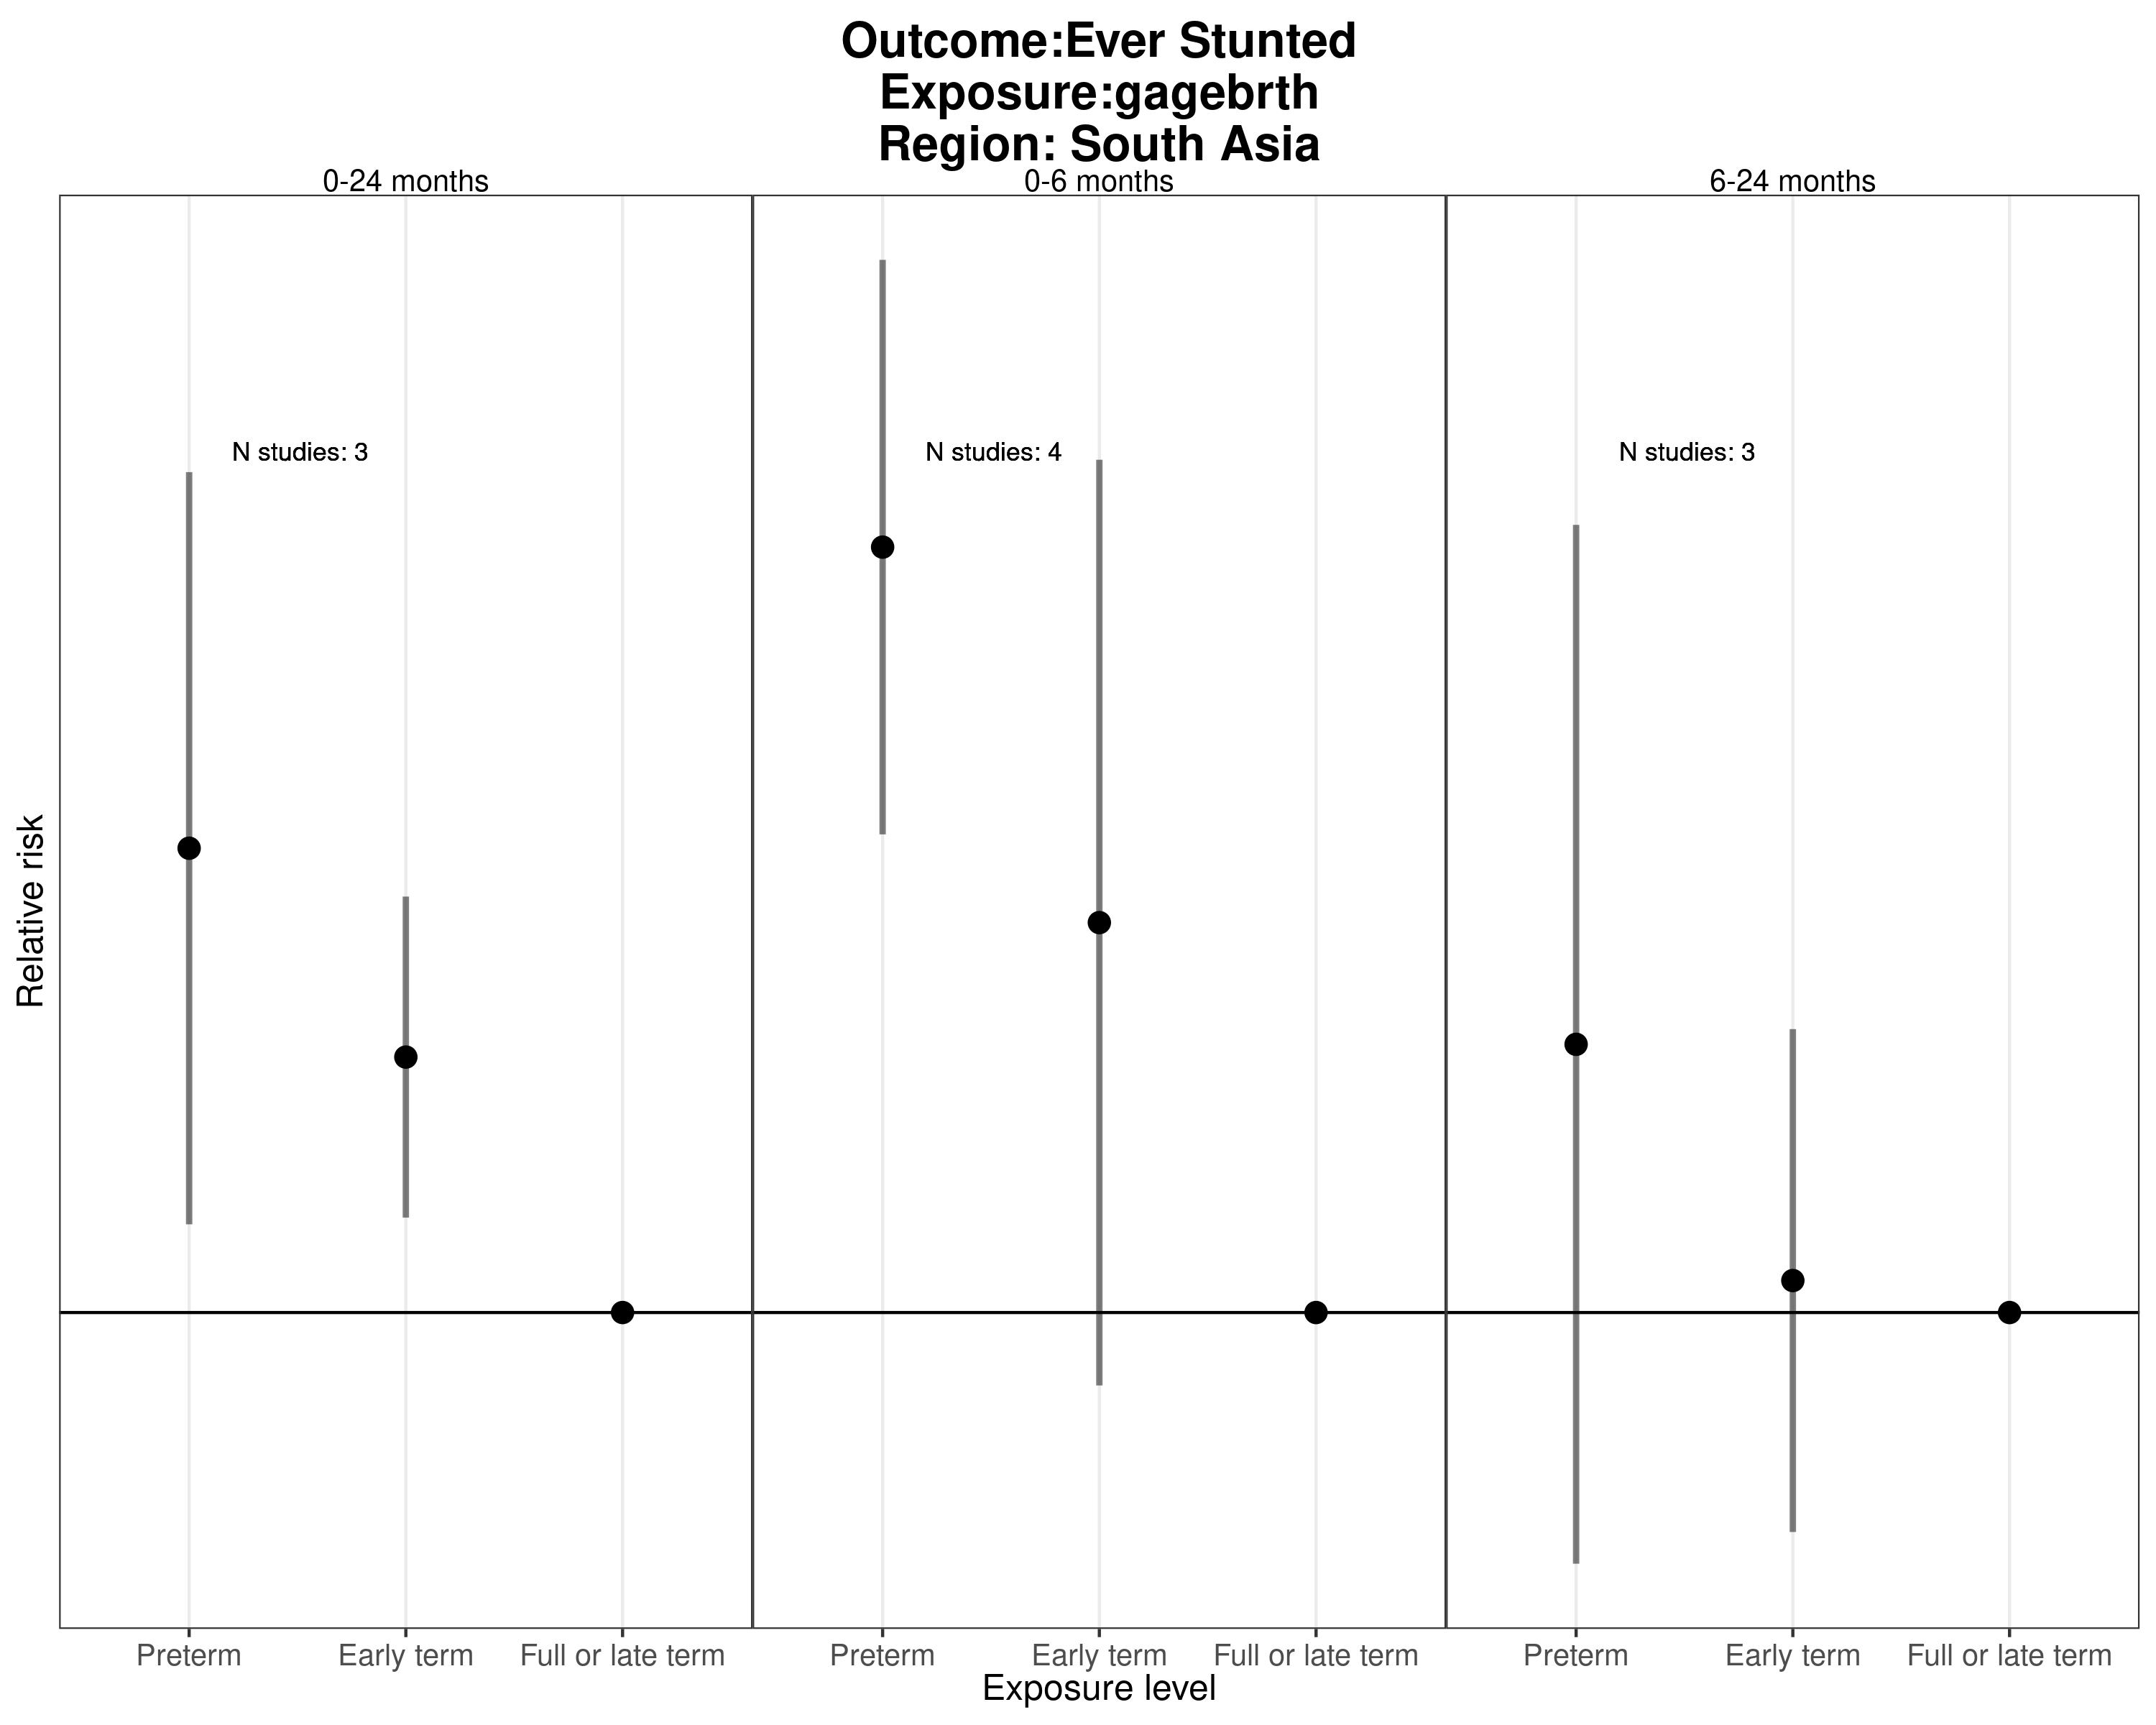 Outcome:Ever Stunted
Exposure:gagebrth
Region: South Asia
0-24 months
0-6 months
6-24 months
N studies: 3
N studies: 4
N studies: 3
Relative risk
Preterm
Early term
Full or late term
Preterm
Early term
Full or late term
Preterm
Early term
Full or late term
Exposure level